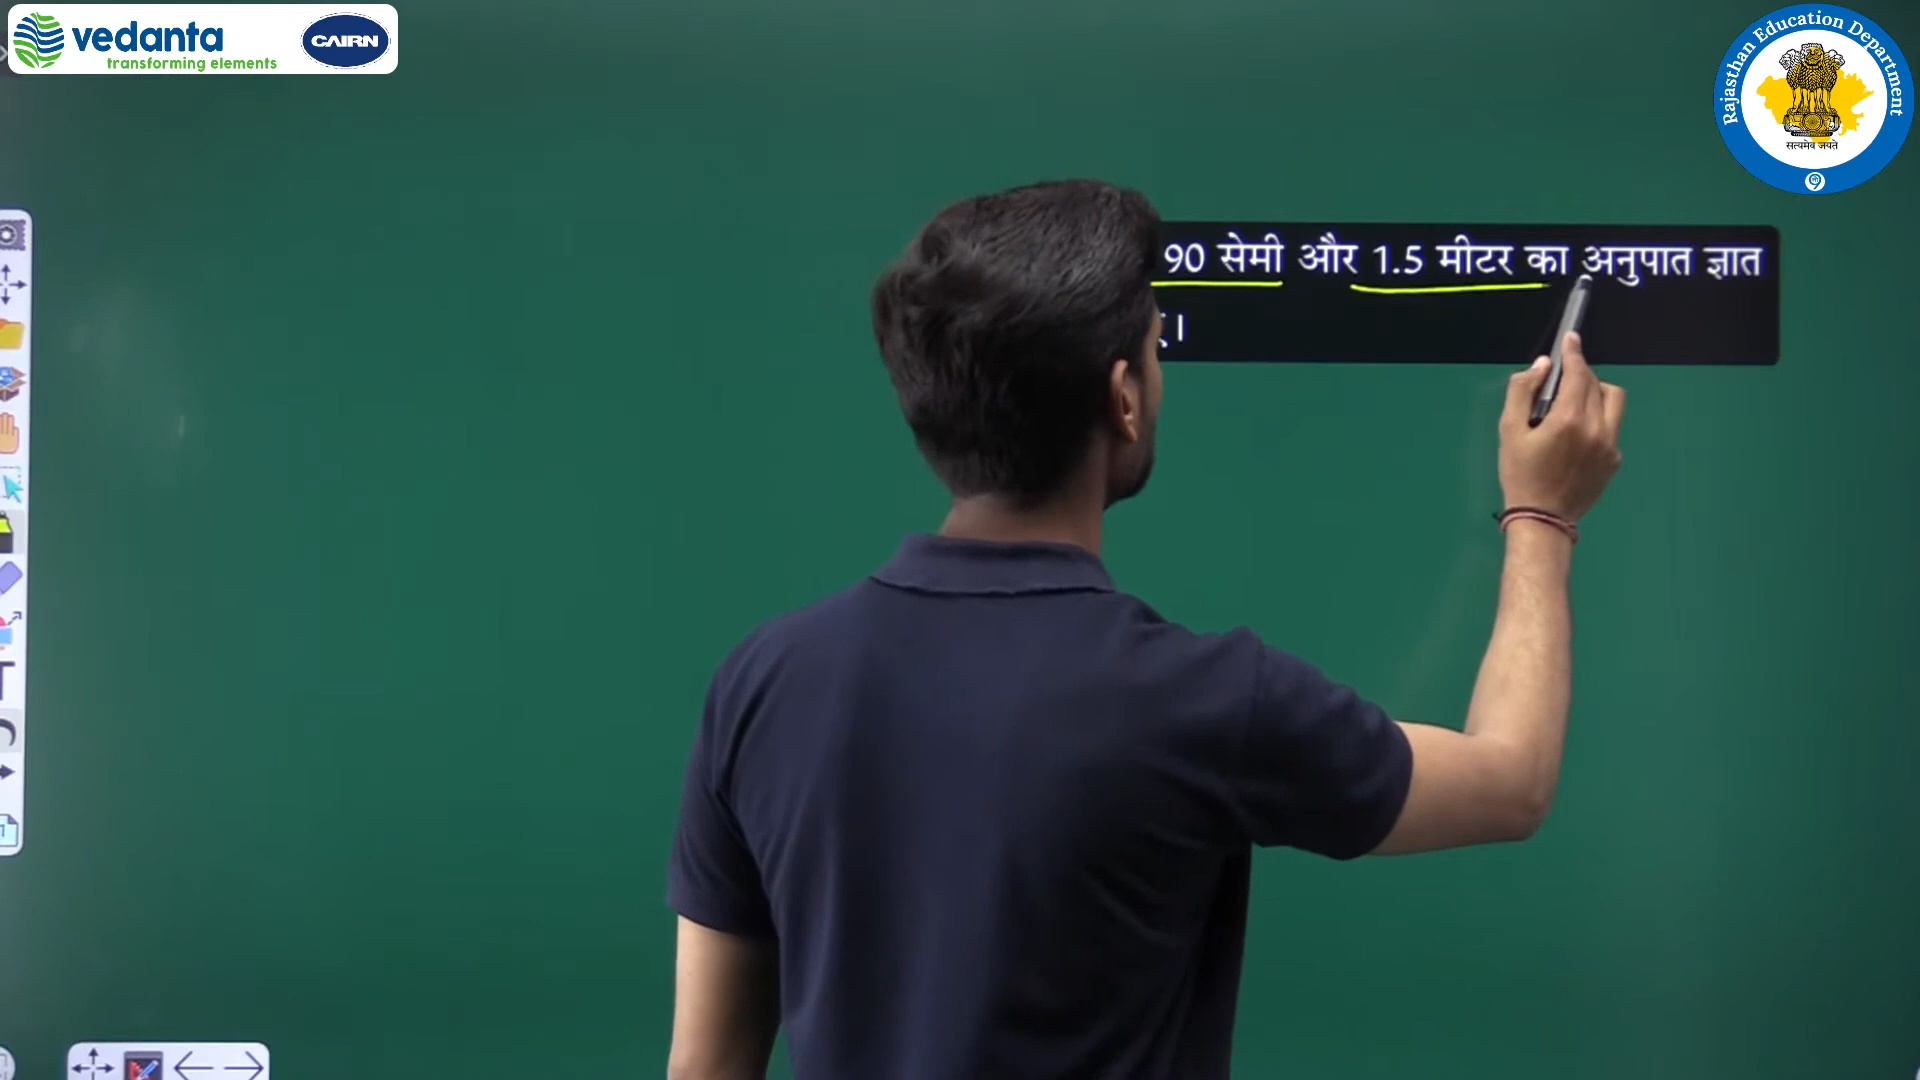 vedanta
transforming elements
CAIRN
Rajasthan Education Department
सत्यमेव जयते
90 सेमी और 1.5 मीटर का अनुपात ज्ञात